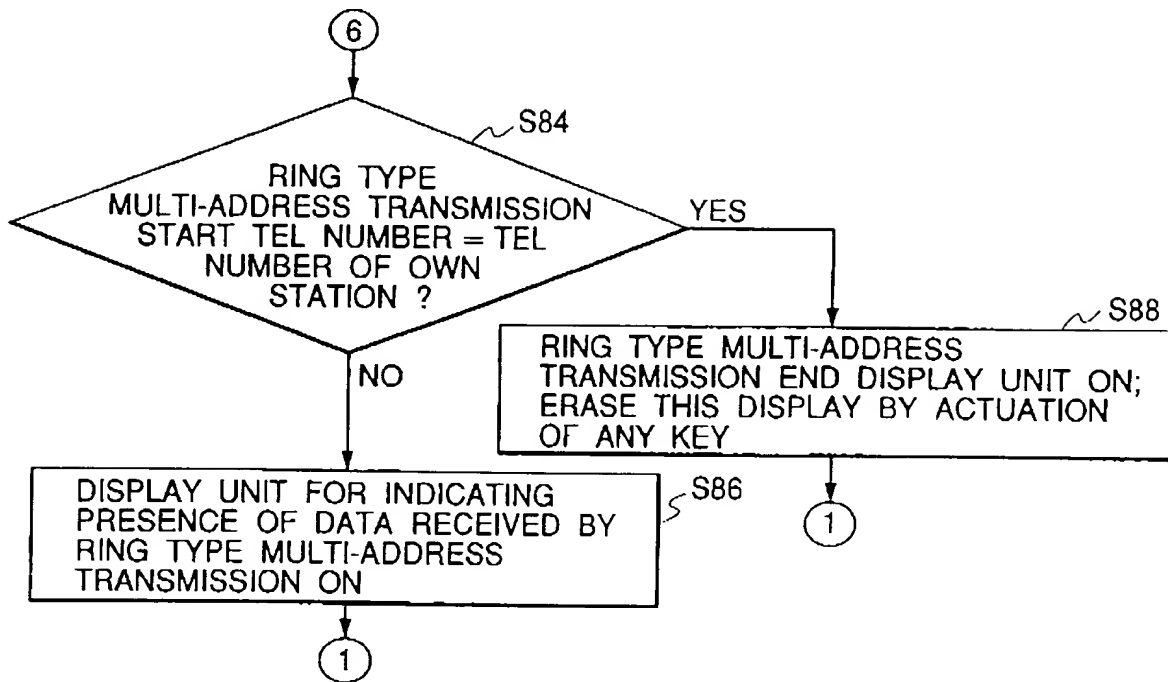 6
S84
RING TYPE
MULTI-ADDRESS TRANSMISSION
START TEL NUMBER = TEL
NUMBER OF OWN
STATION ?
YES
NO
S88
RING TYPE MULTI-ADDRESS
TRANSMISSION END DISPLAY UNIT ON;
ERASE THIS DISPLAY BY ACTUATION
OF ANY KEY
1
S86
DISPLAY UNIT FOR INDICATING
PRESENCE OF DATA RECEIVED BY
RING TYPE MULTI-ADDRESS
TRANSMISSION ON
1